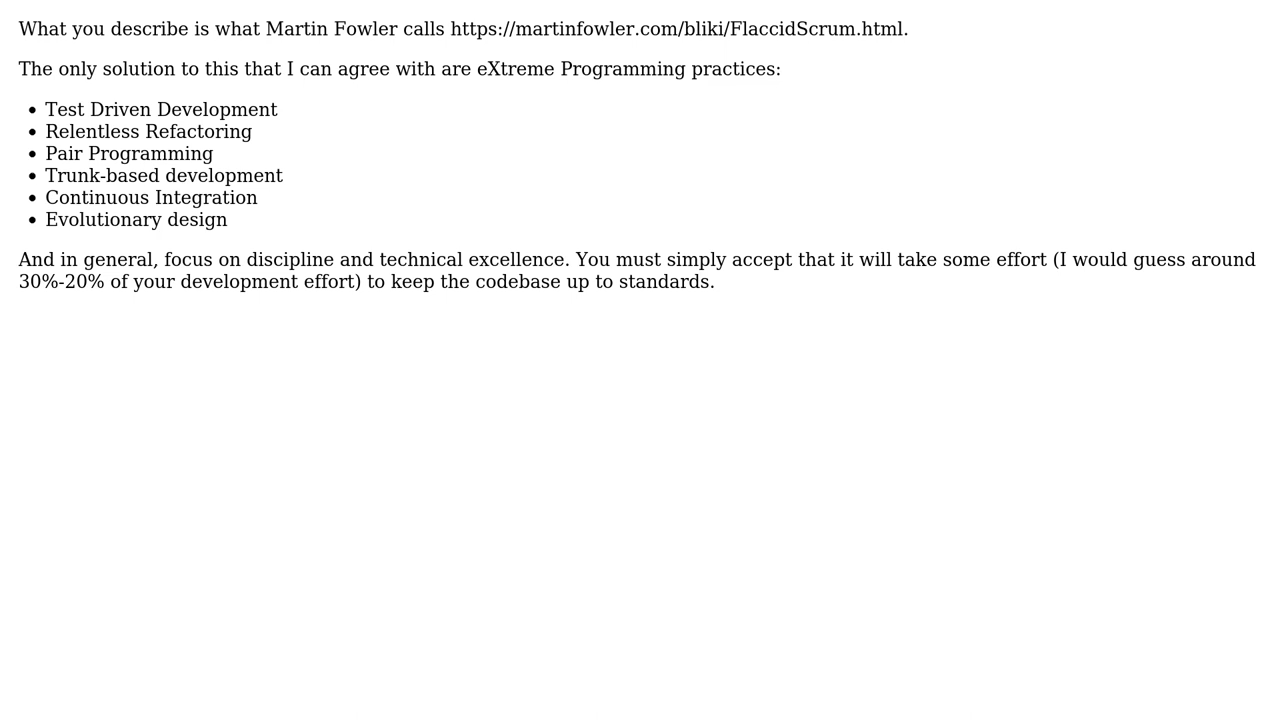 What you describe is what Martin Fowler calls https://martinfowler.com/bliki/FlaccidScrum.html.
The only solution to this that I can agree with are eXtreme Programming practices:
• Test Driven Development
• Relentless Refactoring
• Pair Programming
• Trunk-based development
• Continuous Integration
• Evolutionary design
And in general, focus on discipline and technical excellence. You must simply accept that it will take some effort (I would guess around
30%-20% of your development effort) to keep the codebase up to standards.